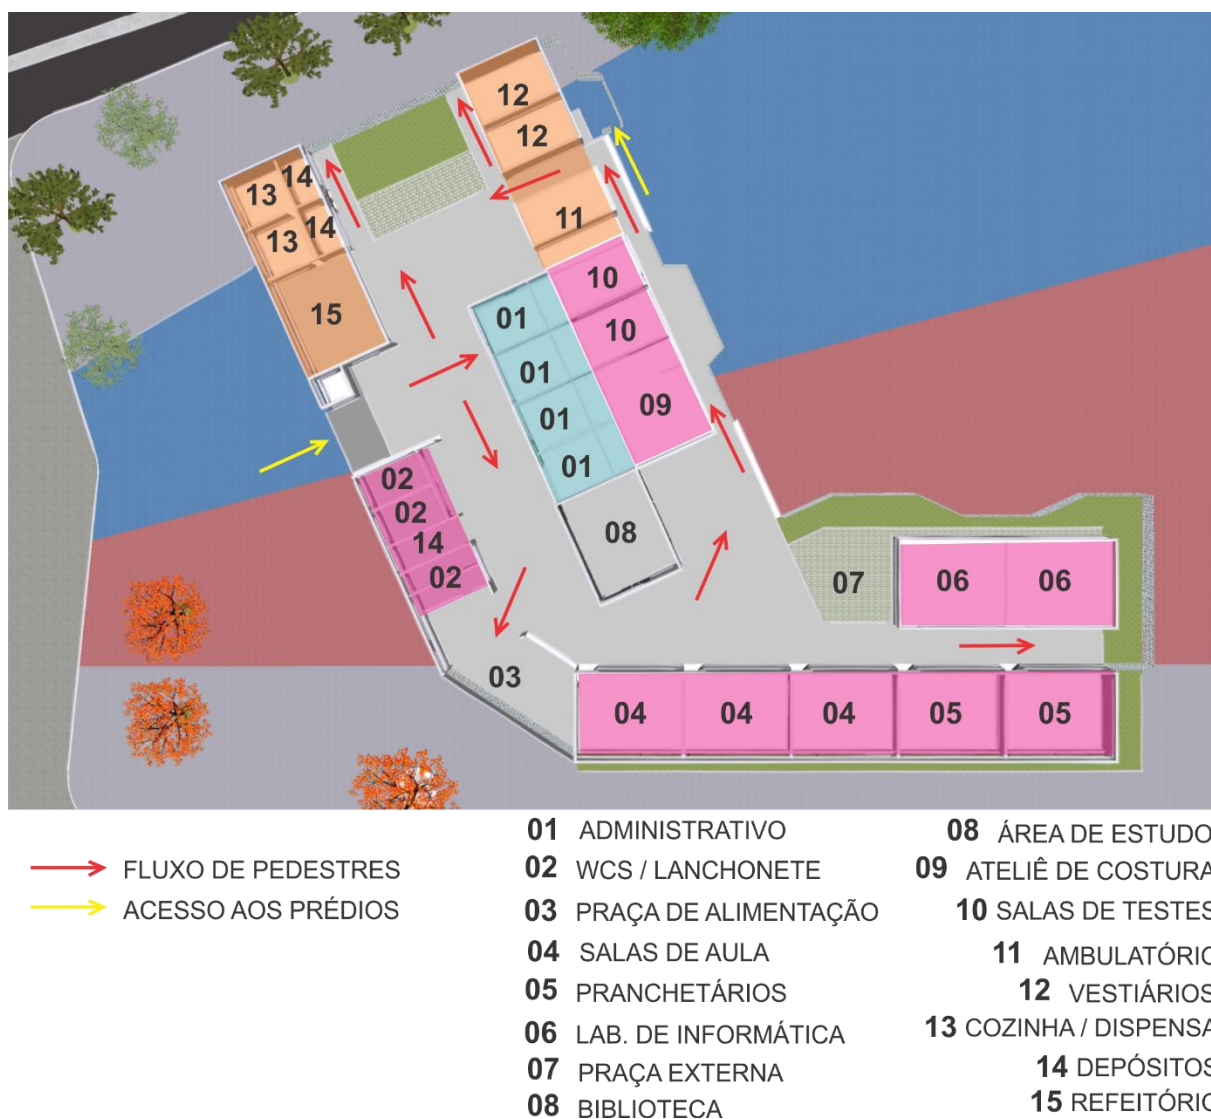 12
12
14
13
14
13
11
10
15
01
10
01
09
01
01
02
02
14
02
08
07
06
06
03
04
04
04
05
05
FLUXO DE PEDESTRES
ACESSO AOS PRÉDIOS
01 ADMINISTRATIVO
02 WCS / LANCHONETE
03 PRAÇA DE ALIMENTAÇÃO
04 SALAS DE AULA
05 PRANCHETÁRIOS
06 LAB. DE INFORMÁTICA
07 PRAÇA EXTERNA
08 BIBLIOTECA
08 ÁREA DE ESTUDO
09 ATELIÊ DE COSTURA
10 SALAS DE TESTES
11 AMBULATÓRIO
12 VESTIÁRIOS
13 COZINHA / DISPENSA
14 DEPÓSITOS
15 REFEITÓRIO